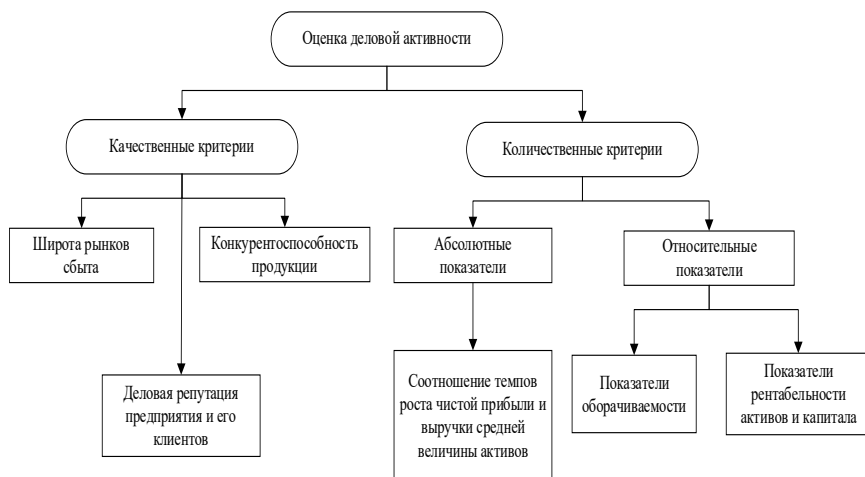 Оценка деловой активности
Качественные критерии
Количественные критерии
Широта рынков
сбыта
Конкурентоспособность
продукции
Абсолютные
показатели
Относительные
показатели
Деловая репутация
предприятия и его
клиентов
Соотношение темпов
роста чистой прибыли и
выручки средней
величины активов
Показатели
оборачиваемости
Показатели
рентабельности
активов и капитала